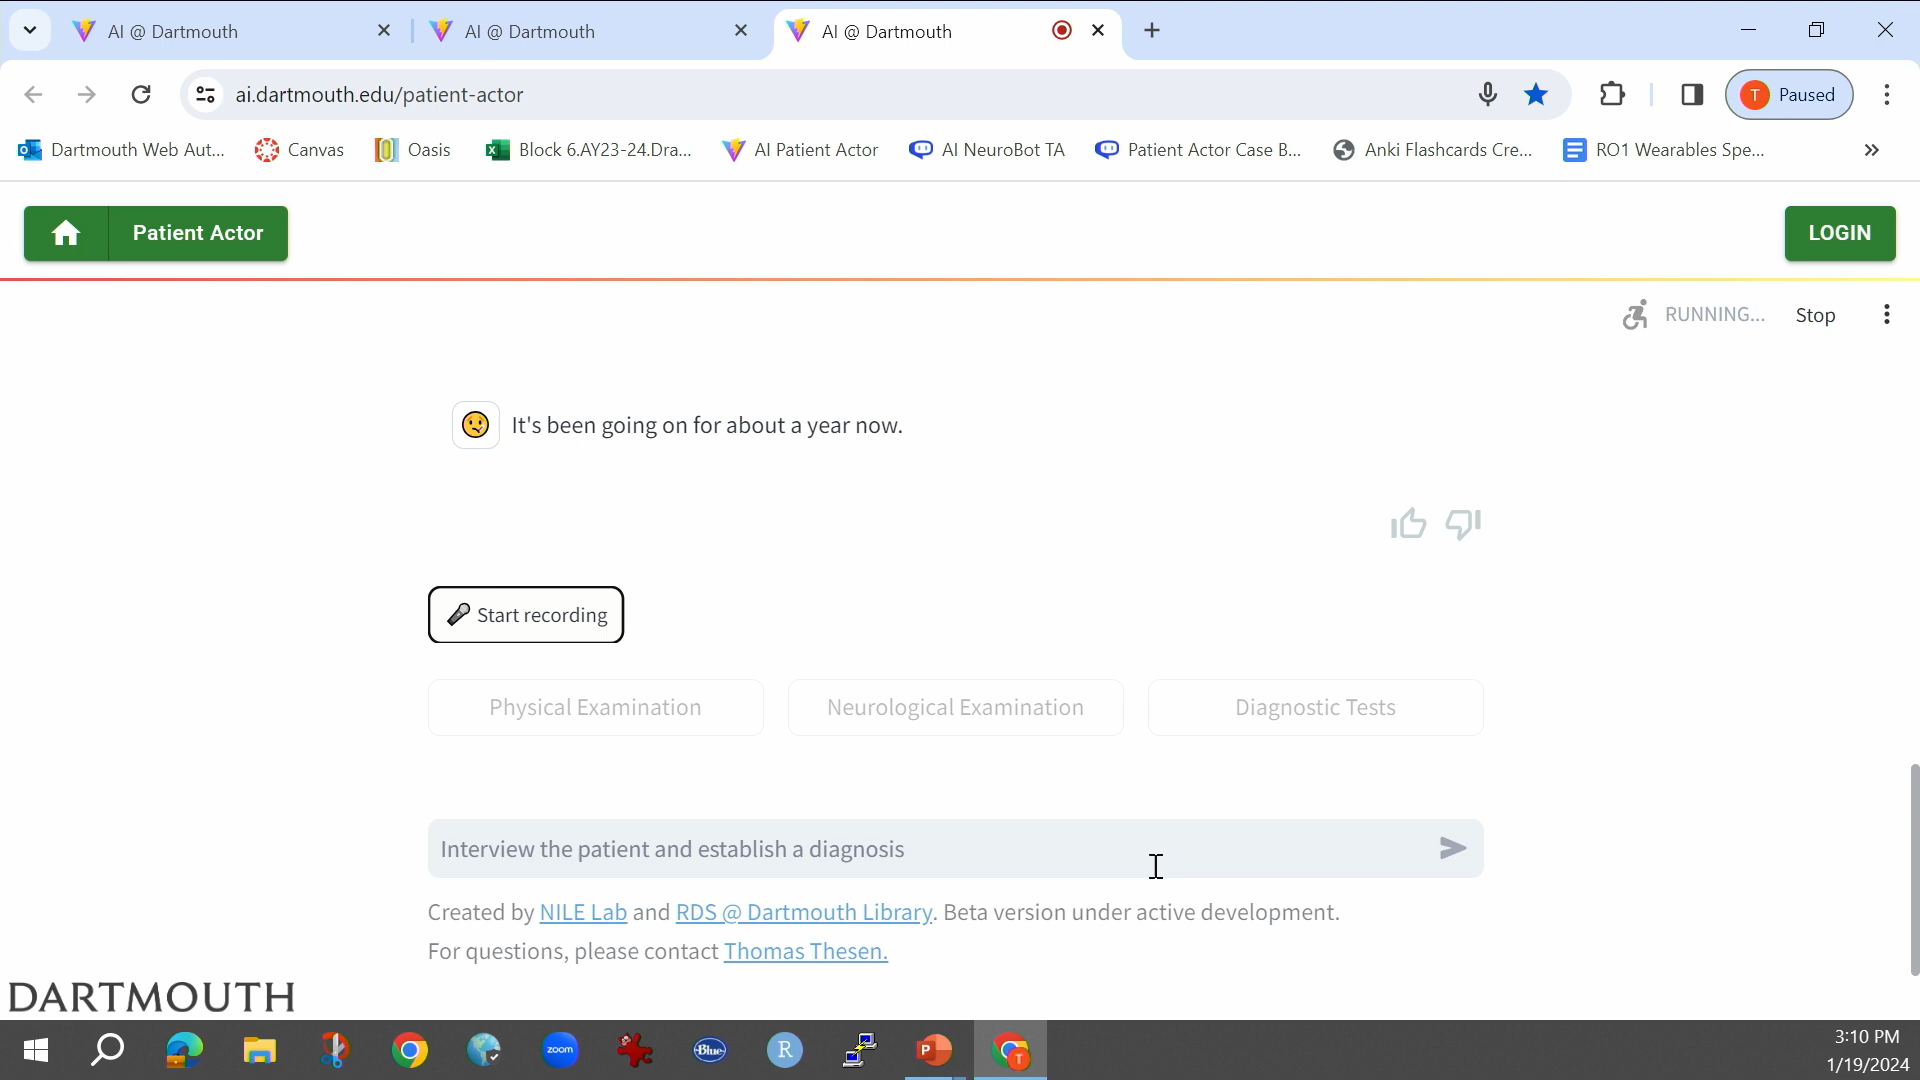 AI @ Dartmouth
AI @ Dartmouth
AI @ Dartmouth
ai.dartmouth.edu/patient-actor
T Paused
Dartmouth Web Aut...
Canvas
Oasis
Block 6.AY23-24.Dra...
AI Patient Actor
AI NeuroBot TA
Patient Actor Case B...
Anki Flashcards Cre...
RO1 Wearables Spe...
Patient Actor
LOGIN
RUNNING...
Stop
It's been going on for about a year now.
Start recording
Physical Examination
Neurological Examination
Diagnostic Tests
Interview the patient and establish a diagnosis
Created by NILE Lab and RDS @ Dartmouth Library. Beta version under active development.
For questions, please contact Thomas Thesen.
DARTMOUTH
zoom
Blue
R
P
T
3:10 PM
1/19/2024